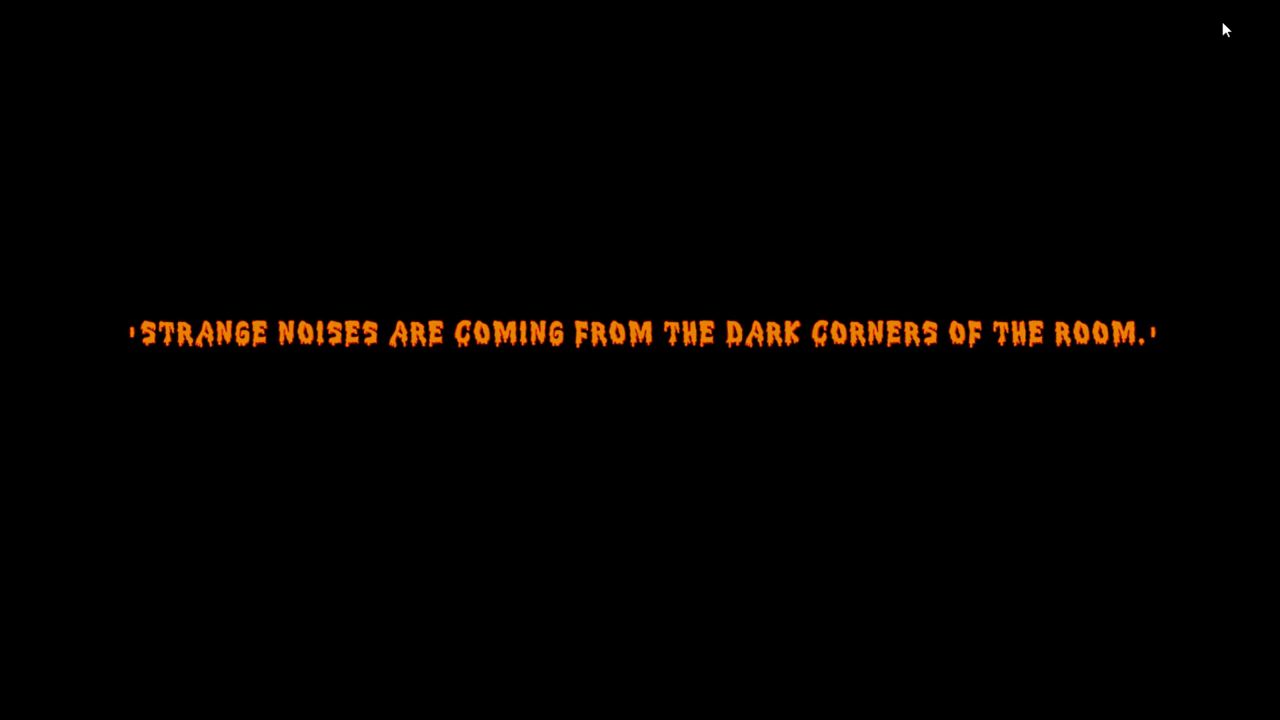 'STRANGE NOISES ARE COMING FROM THE DARK CORNERS OF THE ROOM.'